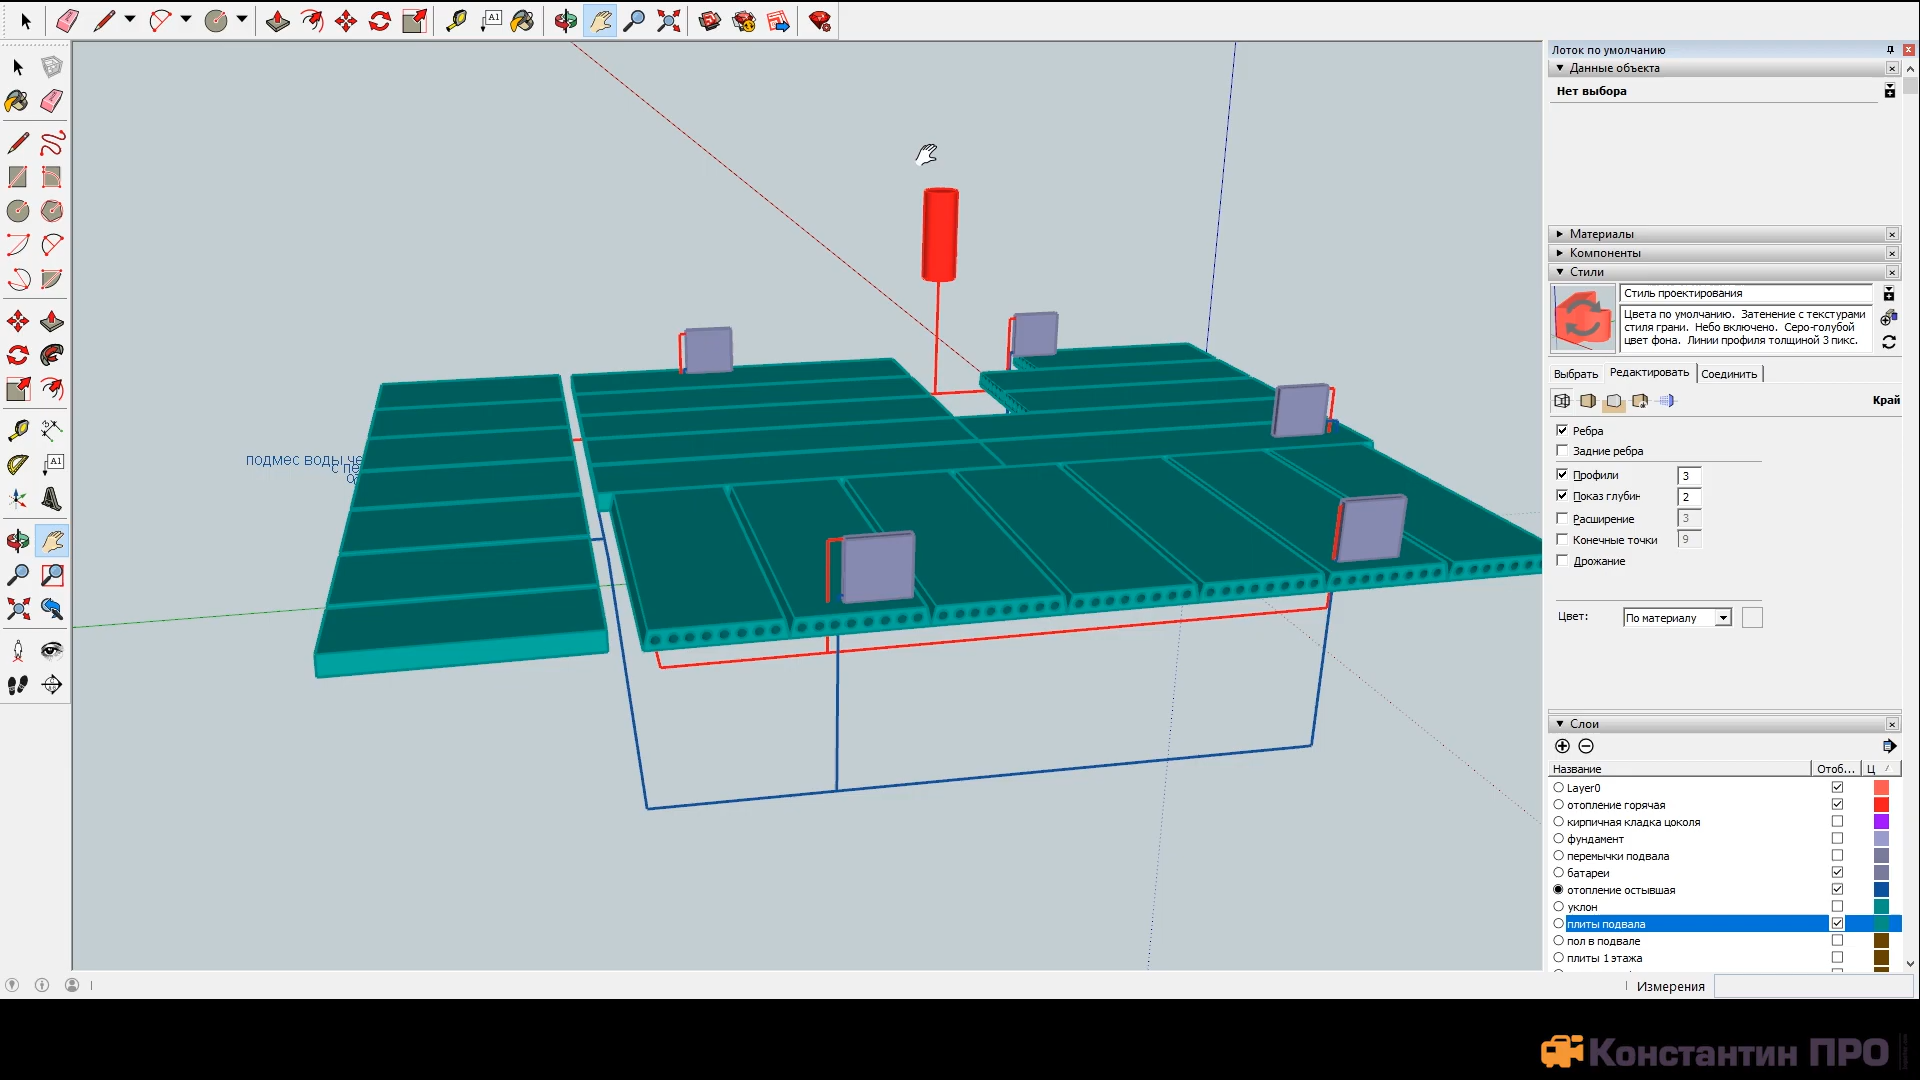 A1
Лоток по умолчанию
Данные объекта
Нет выбора
Материалы
Компоненты
Стили
Стиль проектирования
Цвета по умолчанию. Затенение с текстурами
стиля грани. Небо включено. Серо-голубой
цвет фона. Линии профиля толщиной 3 пикс.
Выбрать Редактировать Соединить
Край
Ребра
Задние ребра
Профили 3
Показ глубин 2
Расширение 3
Конечные точки 9
Дрожание
Цвет: По материалу
Слои
Название Отоб... Ц
Layer0
отопление горячая
кирпичная кладка цоколя
фундамент
перемычки подвала
батареи
отопление остывшая
уклон
плиты подвала
пол в подвале
плиты 1 этажа
A1
подмес воды че
с пе
Измерения
Константин ПРО